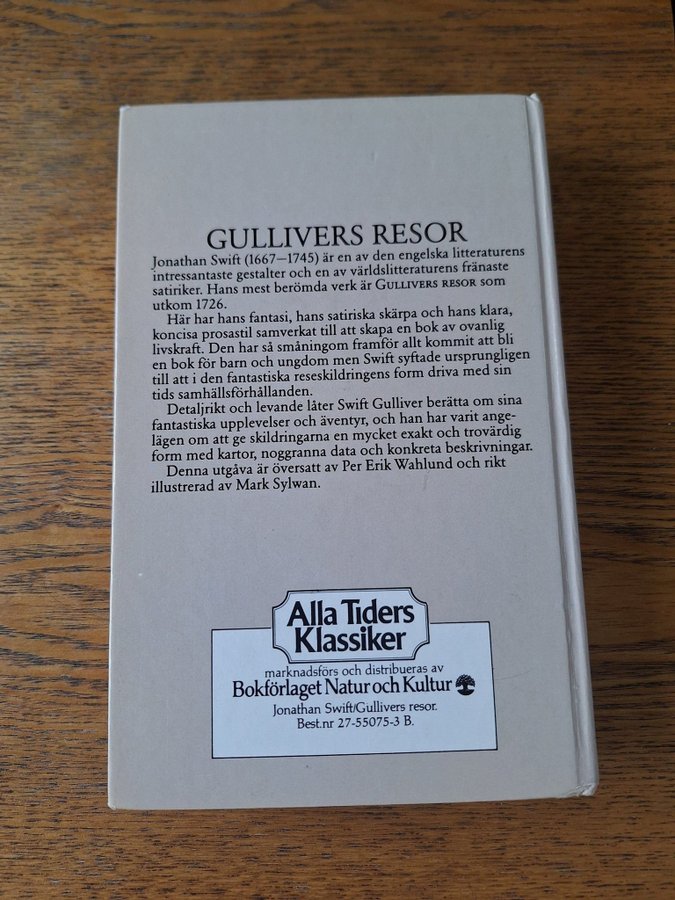 GULLIVERS RESOR
Jonathan Swift (1667–1745) är en av den engelska litteraturens
intressantaste gestalter och en av världslitteraturens fränaste
satiriker. Hans mest berömda verk är GULLIVERS RESOR som
utkom 1726.
Här har hans fantasi, hans satiriska skärpa och hans klara,
koncisa prosastil samverkat till att skapa en bok av ovanlig
livskraft. Den har så småningom framför allt kommit att bli
en bok för barn och ungdom men Swift syftade ursprungligen
till att i den fantastiska reseskildringens form driva med sin
tids samhällsförhållanden.
Detaljrikt och levande låter Swift Gulliver berätta om sina
fantastiska upplevelser och äventyr, och han har varit ange-
lägen om att ge skildringarna en mycket exakt och trovärdig
form med kartor, noggranna data och konkreta beskrivningar.
Denna utgåva är översatt av Per Erik Wahlund och rikt
illustrerad av Mark Sylwan.
Alla Tiders
Klassiker
marknadsförs och distribueras av
Bokförlaget Natur och Kultur
Jonathan Swift/Gullivers resor.
Best.nr 27-55075-3 B.